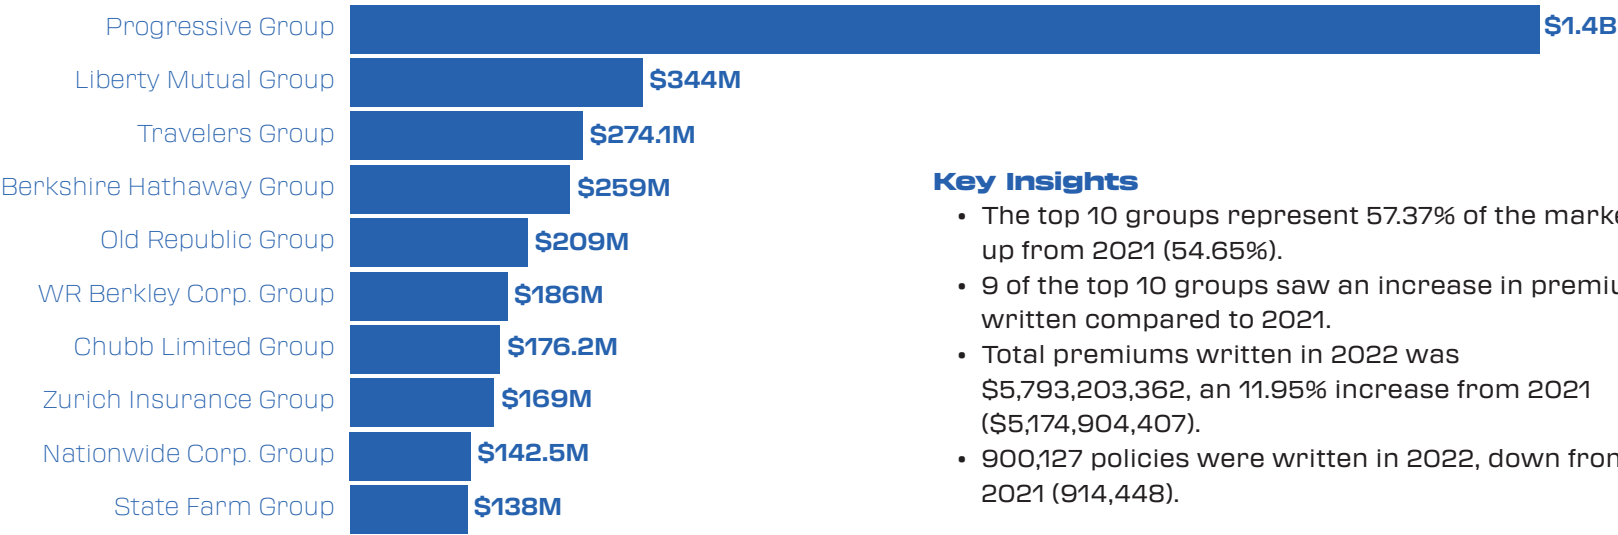 Progressive Group $1.4B
Liberty Mutual Group $344M
Travelers Group $274.1M
Berkshire Hathaway Group $259M
Old Republic Group $209M
WR Berkley Corp. Group $186M
Chubb Limited Group $176.2M
Zurich Insurance Group $169M
Nationwide Corp. Group $142.5M
State Farm Group $138M
Key Insights
• The top 10 groups represent 57.37% of the
up from 2021 (54.65%).
• 9 of the top 10 groups saw an increase in
written compared to 2021.
• Total premiums written in 2022 was
$5,793,203,362, an 11.95% increase from 2021
($5,174,904,407).
• 900,127 policies were written in 2022, down
2021 (914,448).